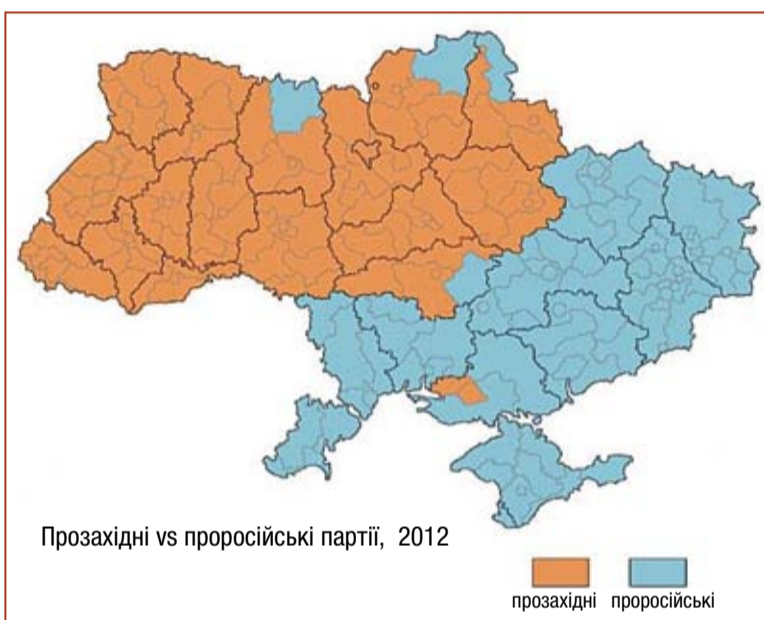 Прозахідні vs проросійські партії, 2012
прозахідні проросійські